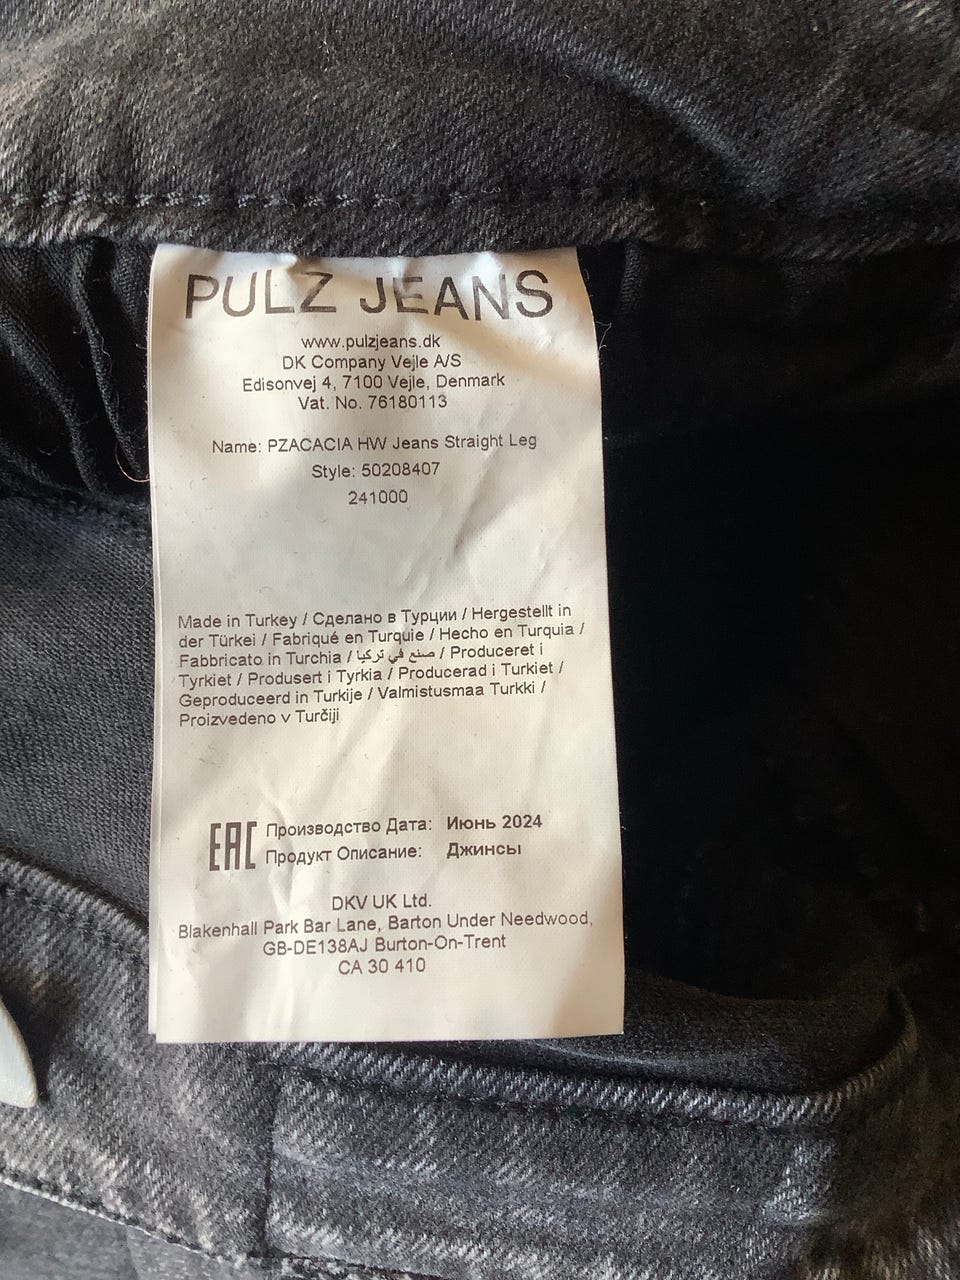 PULZ JEANS
www.pulzjeans.dk
DK Company Vejle A/S
Edisonvej 4, 7100 Vejle, Denmark
Vat. No. 76180113
Name: PZACACIA HW Jeans Straight Leg
Style: 50208407
241000
Made in Turkey / Сделано в Турции / Hergestellt in
der Türkei / Fabriqué en Turquie / Hecho en Turquia /
Fabbricato in Turchia / صنع في تركيا / Produceret i
Tyrkiet / Produsert i Tyrkia / Producerad i Turkiet /
Geproduceerd in Turkije / Valmistusmaa Turkki /
Proizvedeno v Turčiji
EAC Производство Дата: Июнь 2024
Продукт Описание: Джинсы
DKV UK Ltd.
Blakenhall Park Bar Lane, Barton Under Needwood,
GB-DE138AJ Burton-On-Trent
CA 30 410